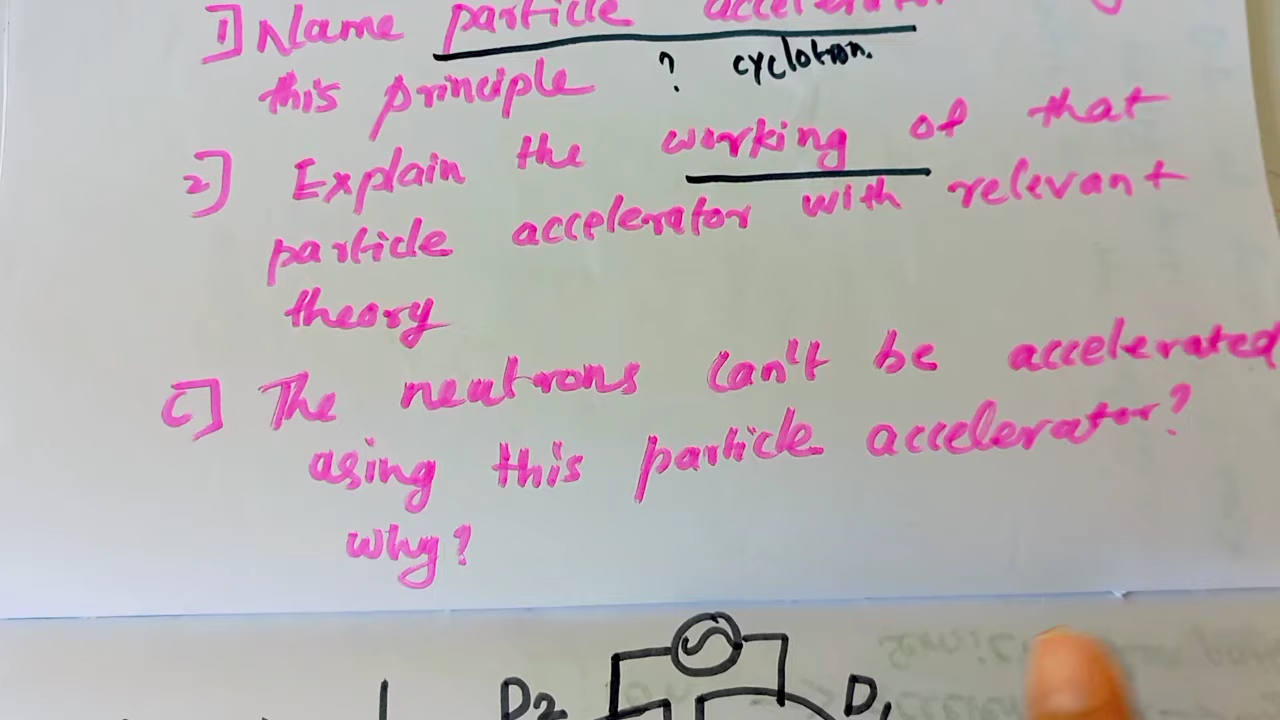 1] Name particle accelerator
this principle ? cyclotron.
2] Explain the working of that
particle accelerator with relevant
theory
C] The neutrons can't be accelerated
using this particle accelerator?
why?
D2 D1